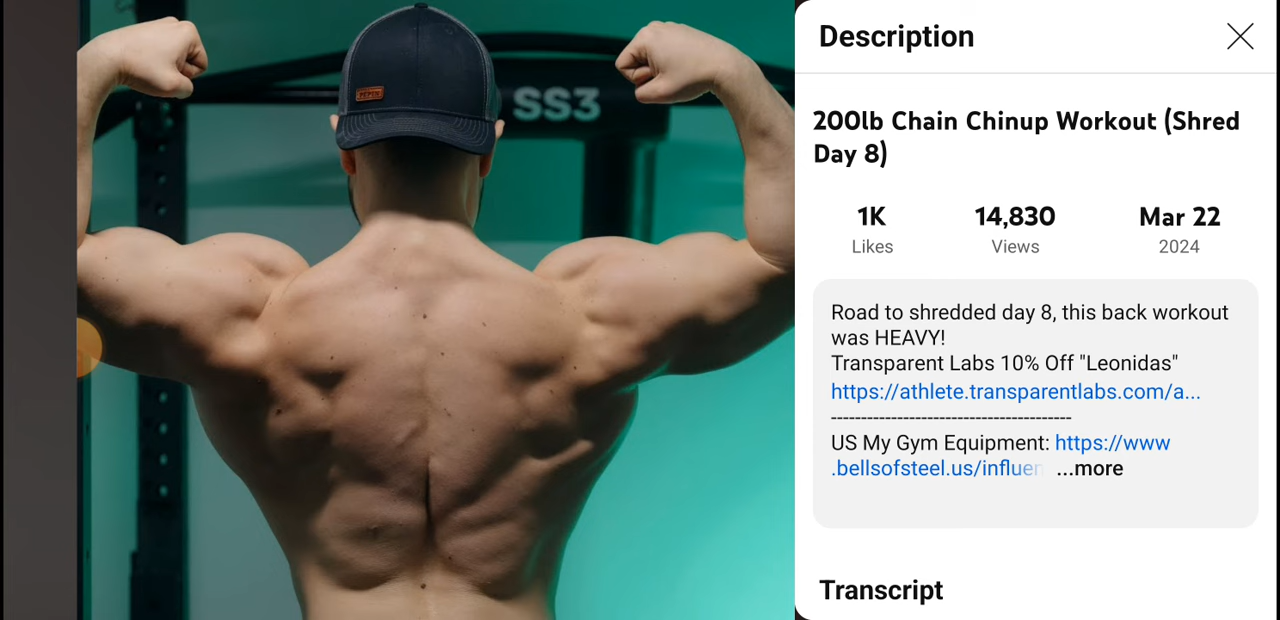 SS3
Description
200lb Chain Chinup Workout (Shred
Day 8)
1K
Likes
14,830
Views
Mar 22
2024
Road to shredded day 8, this back workout
was HEAVY!
Transparent Labs 10% Off "Leonidas"
https://athlete.transparentlabs.com/a...
----------------------------------------
US My Gym Equipment: https://www
.bellsofsteel.us/influen ...more
Transcript